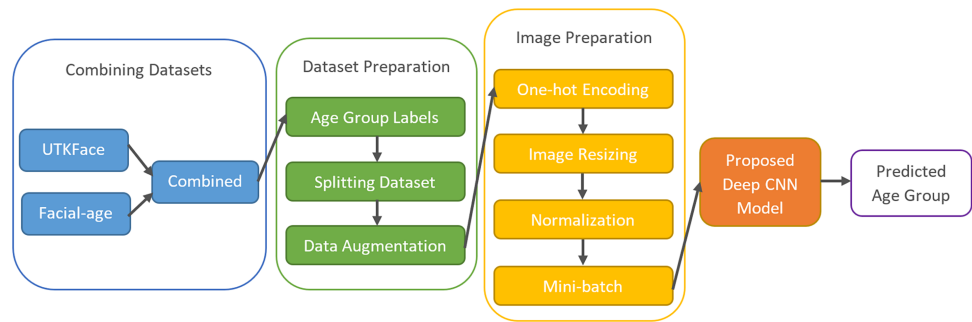 Combining Datasets
UTKFace
Facial-age
Combined
Dataset Preparation
Age Group Labels
Splitting Dataset
Data Augmentation
Image Preparation
One-hot Encoding
Image Resizing
Normalization
Mini-batch
Proposed
Deep CNN
Model
Predicted
Age Group